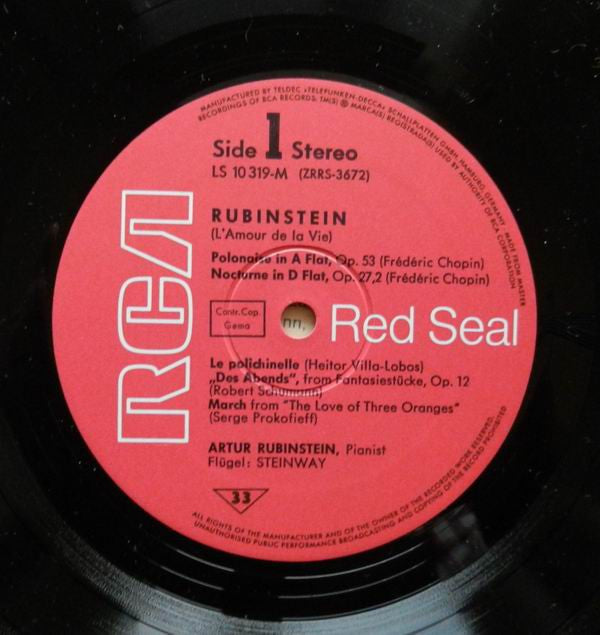 MANUFACTURED BY TELDEC »TELEFUNKEN-DECCA« SCHALLPLATTEN GMBH, HAMBURG, GERMANY · MADE FROM MASTER
RECORDINGS OF RCA RECORDS: TM(S) ® MARCA(S) REGISTRADA(S) USED BY AUTHORITY OF RCA CORPORATION
Side 1 Stereo
LS 10 319-M (ZRRS-3672)
RUBINSTEIN
(L'Amour de la Vie)
Polonaise in A Flat, Op. 53 (Frédéric Chopin)
Nocturne in D Flat, Op. 27,2 (Frédéric Chopin)
Contr. Cop.
Gema
nn,
RCA
Red Seal
Le polichinelle (Heitor Villa-Lobos)
„Des Abends", from Fantasiestücke, Op. 12
(Robert Schumann)
March from "The Love of Three Oranges"
(Serge Prokofieff)
ARTUR RUBINSTEIN, Pianist
Flügel: STEINWAY
33
ALL RIGHTS OF THE MANUFACTURER AND OF THE OWNER OF THE RECORDED WORK RESERVED.
UNAUTHORISED PUBLIC PERFORMANCE BROADCASTING AND COPYING OF THE RECORD PROHIBITED